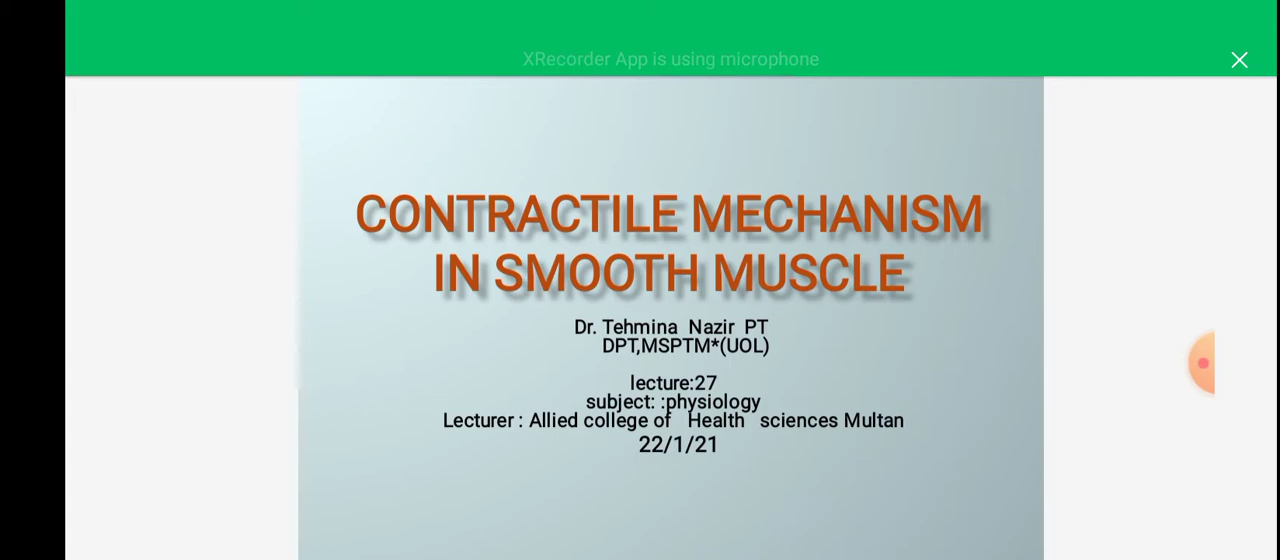 XRecorder App is using microphone
CONTRACTILE MECHANISM
IN SMOOTH MUSCLE
Dr. Tehmina Nazir PT
DPT,MSPTM*(UOL)
lecture:27
subject: :physiology
Lecturer : Allied college of Health sciences Multan
22/1/21